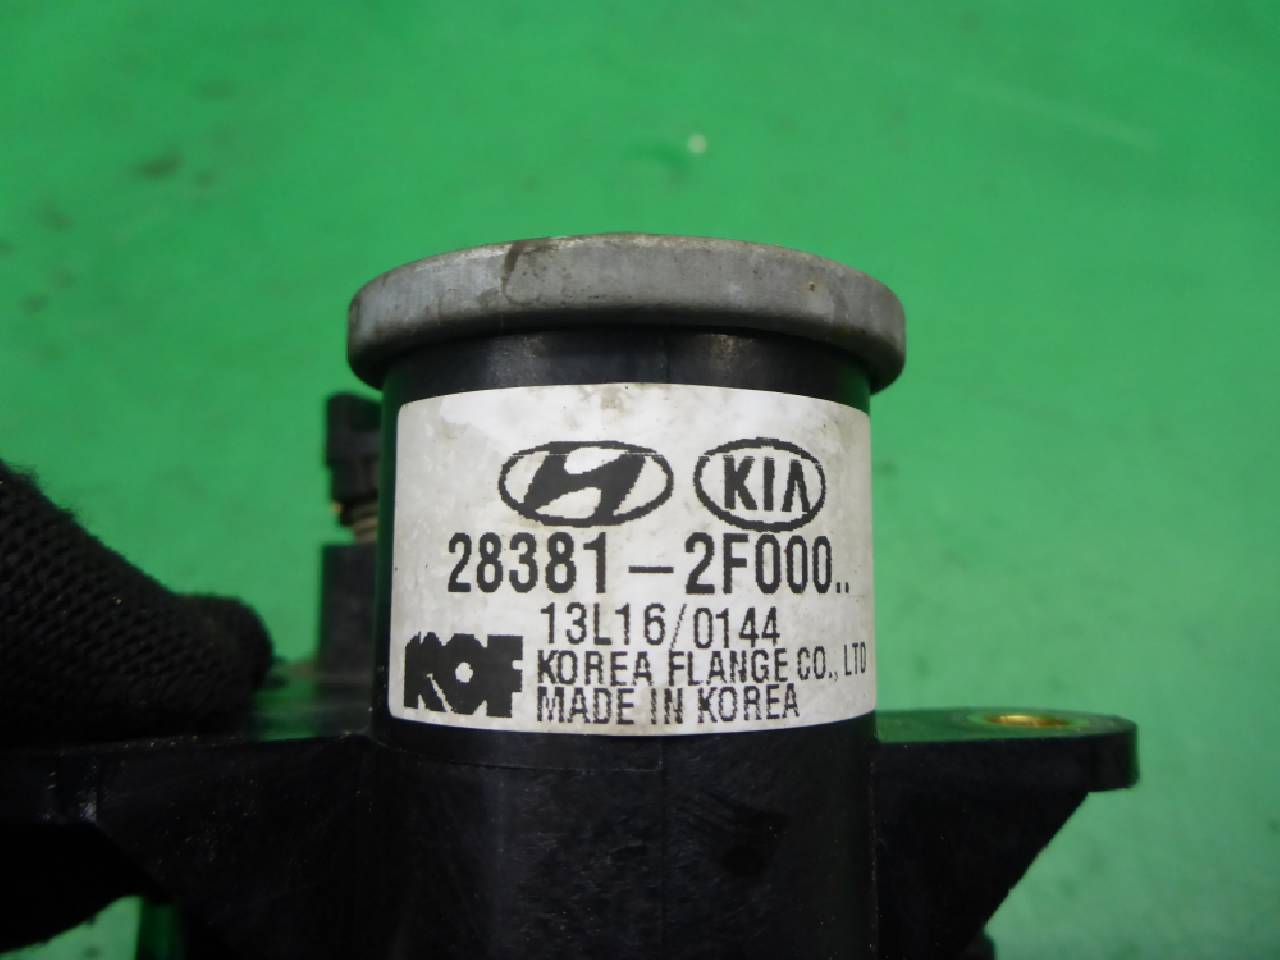 KIA
28381-2F000..
13L16/0144
KOF KOREA FLANGE CO., LTD
MADE IN KOREA